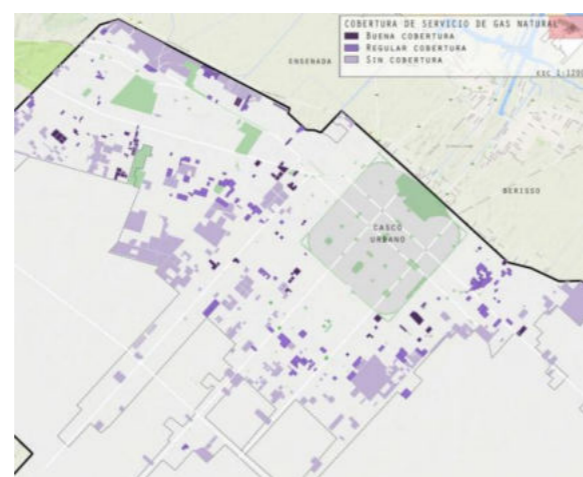 COBERTURA DE SERVICIO DE GAS NATURAL
BUENA COBERTURA
REGULAR COBERTURA
SIN COBERTURA
ENSENADA
BERISSO
CASCO
URBANO